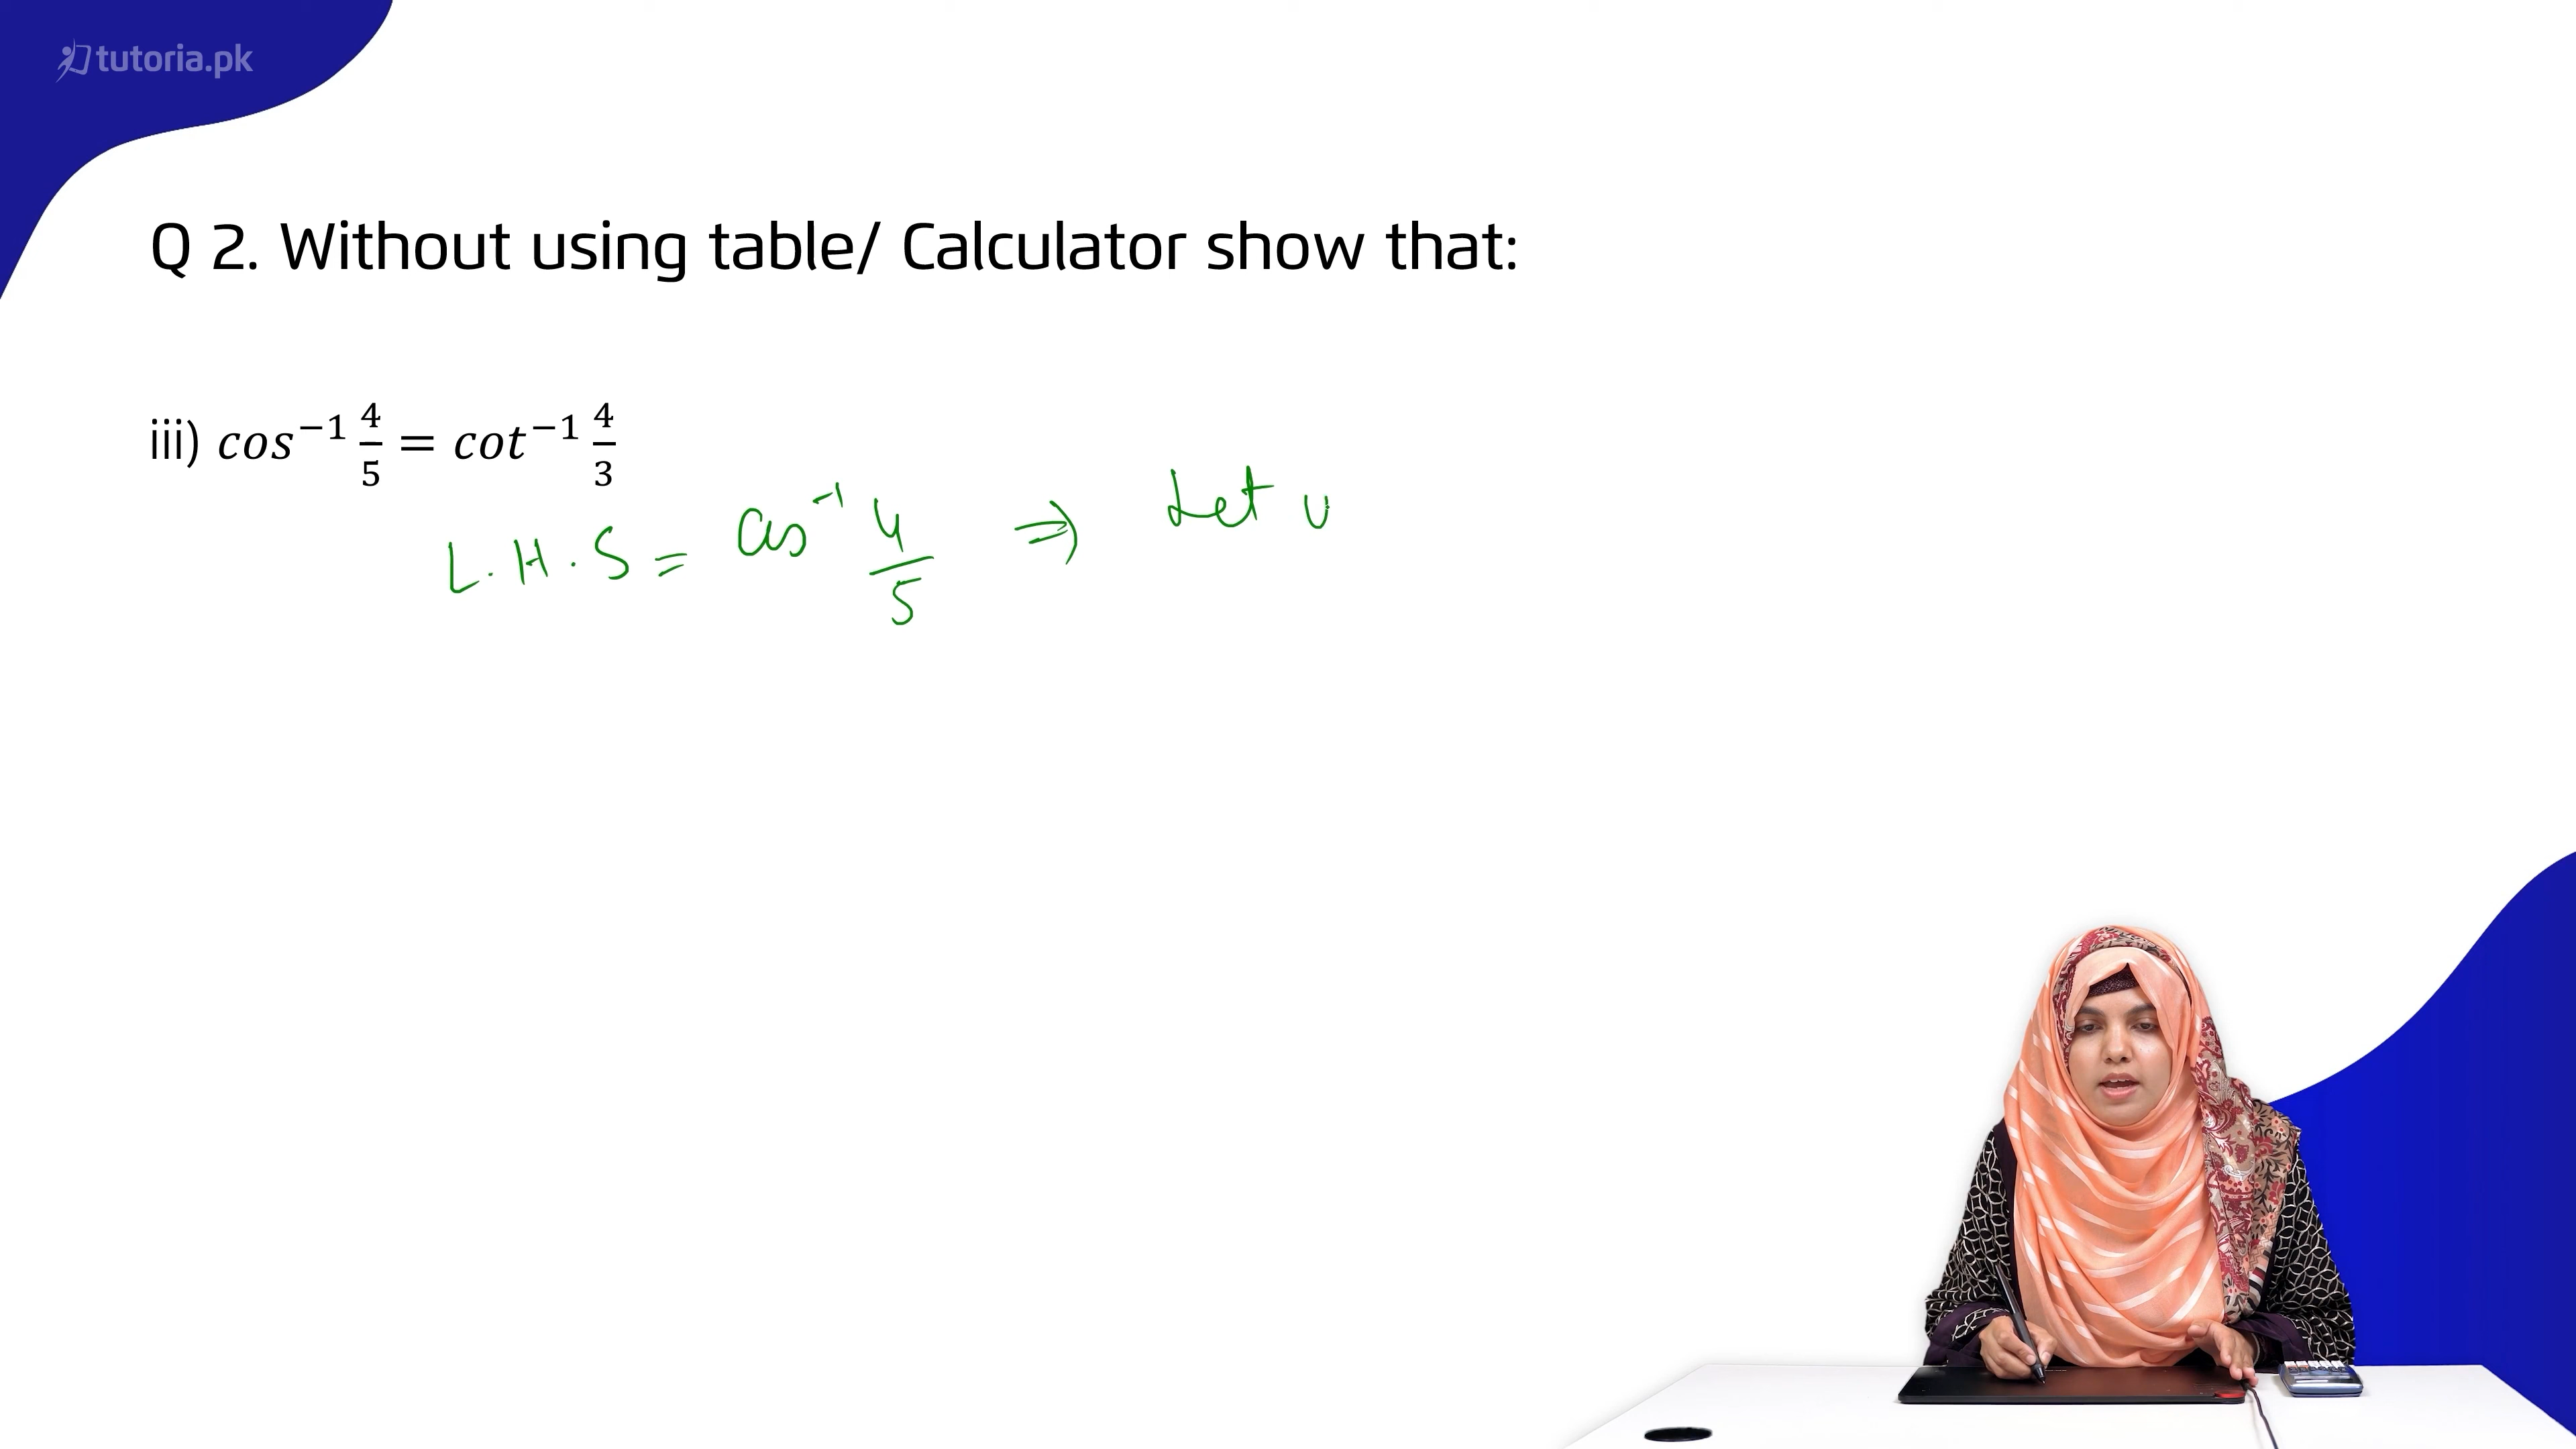 tutoria.pk
Q 2. Without using table/ Calculator show that:
iii) cos⁻¹ 4/5 = cot⁻¹ 4/3
L.H.S = Cos⁻¹ 4/5 ⇒ Let